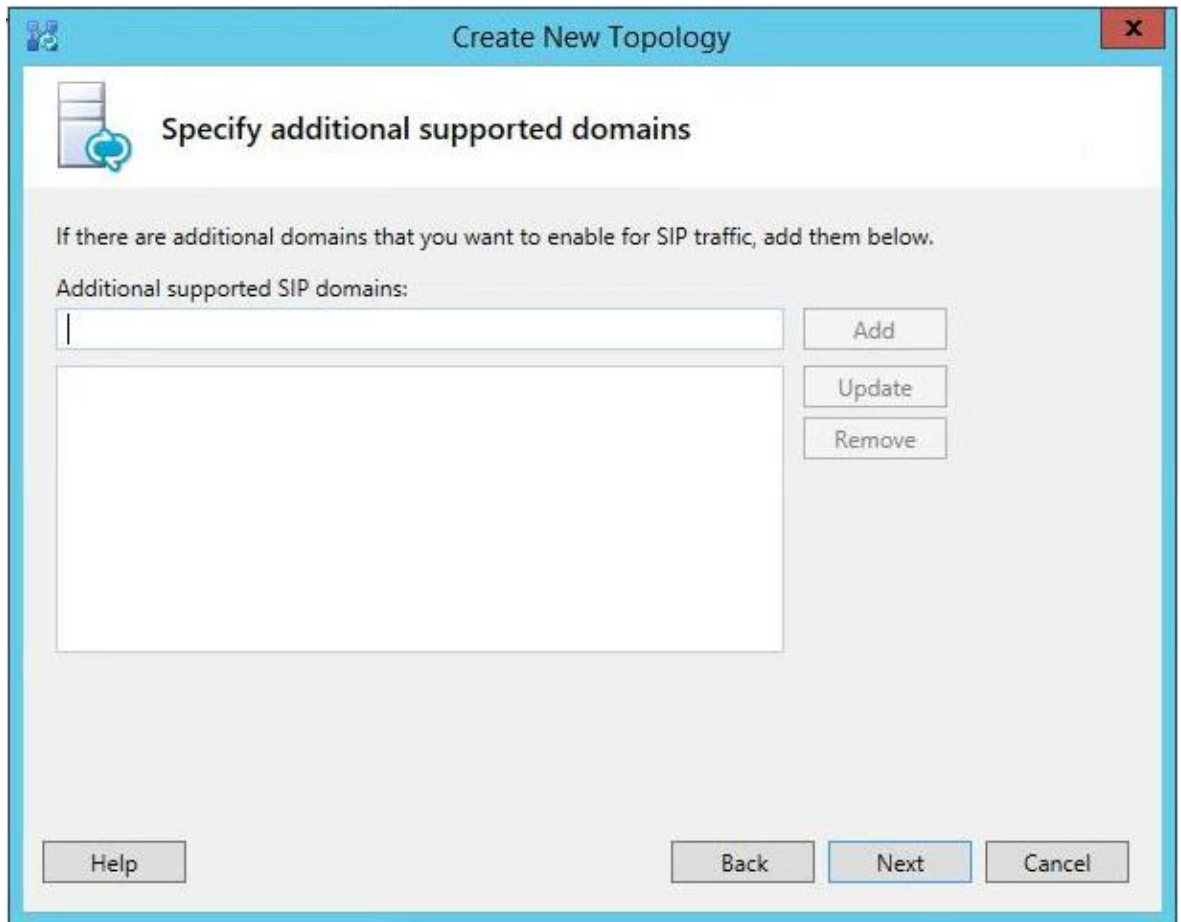 Create New Topology
x
Specify additional supported domains
If there are additional domains that you want to enable for SIP traffic, add them below.
Additional supported SIP domains:
Add
Update
Remove
Help
Back
Next
Cancel